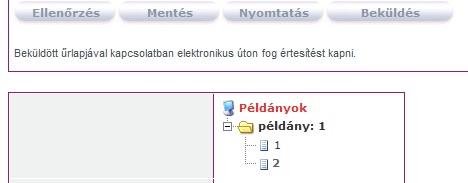 Ellenőrzés Mentés Nyomtatás Beküldés
Beküldött űrlapjával kapcsolatban elektronikus úton fog értesítést kapni.
Példányok
példány: 1
1
2